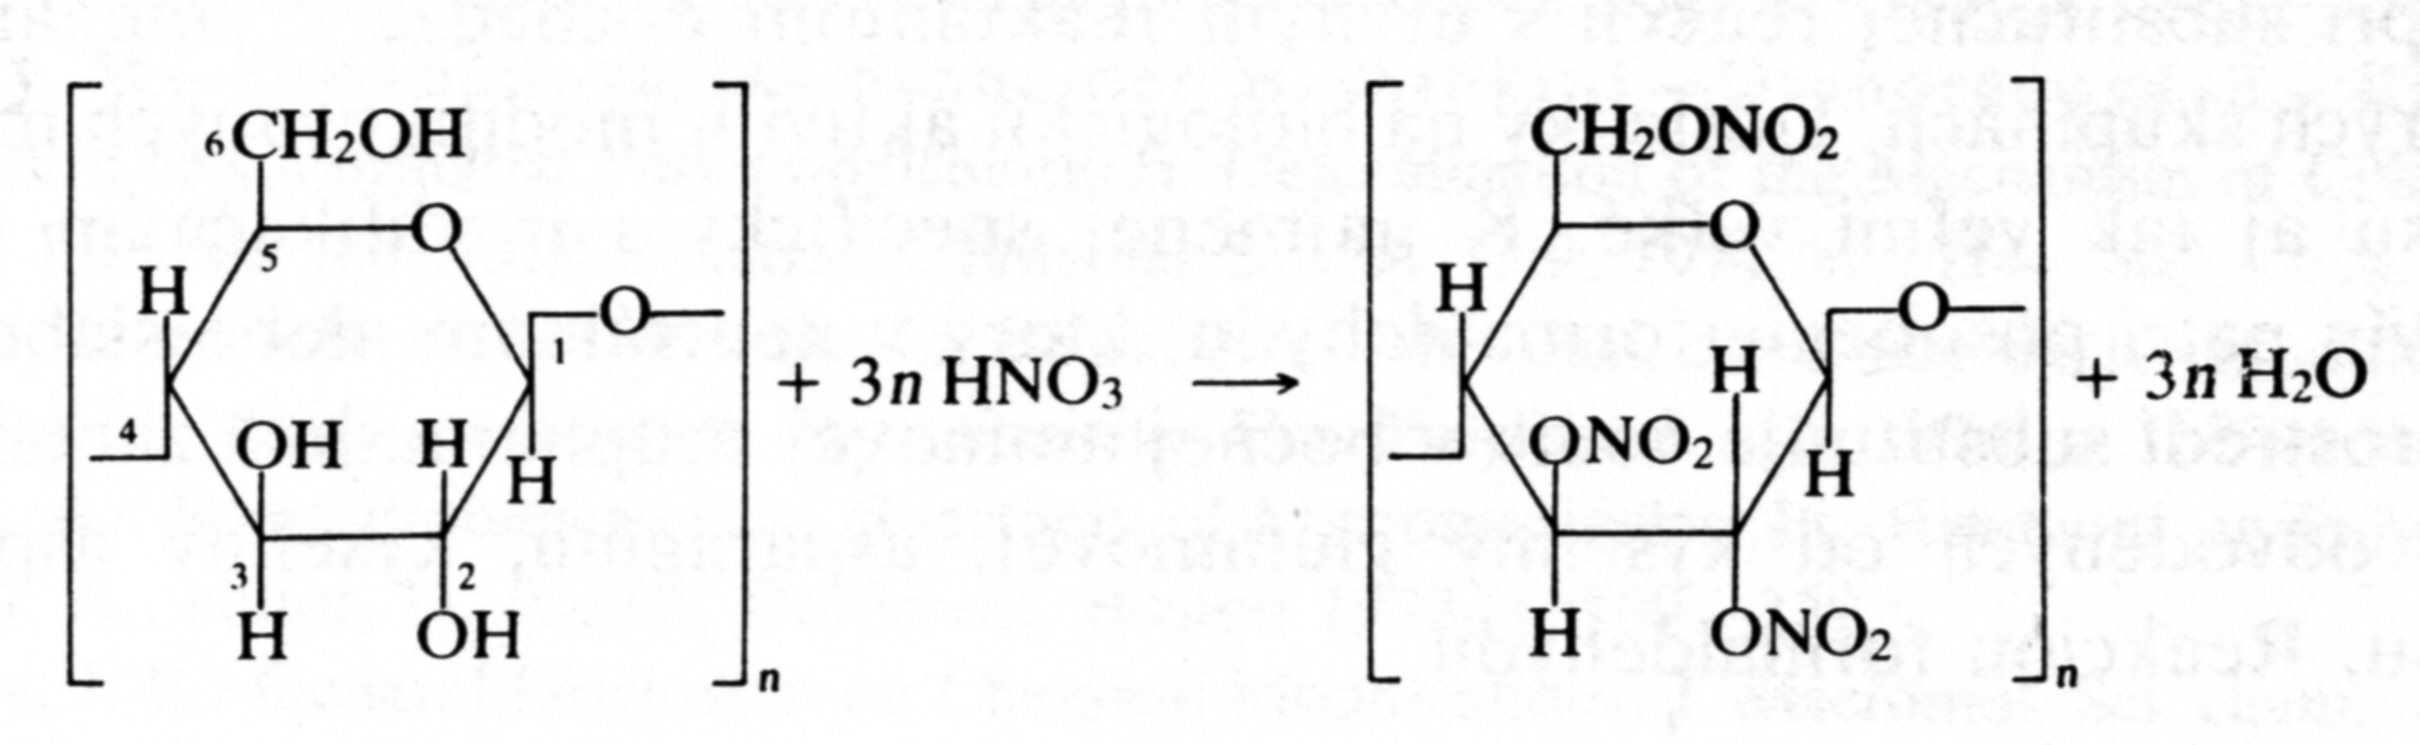 6CH2OH CH2ONO2
O O
5
H H
O O
1
H
+ 3n HNO3 → + 3n H2O
4 OH H ONO2
H H
3 2
H OH H ONO2
n n